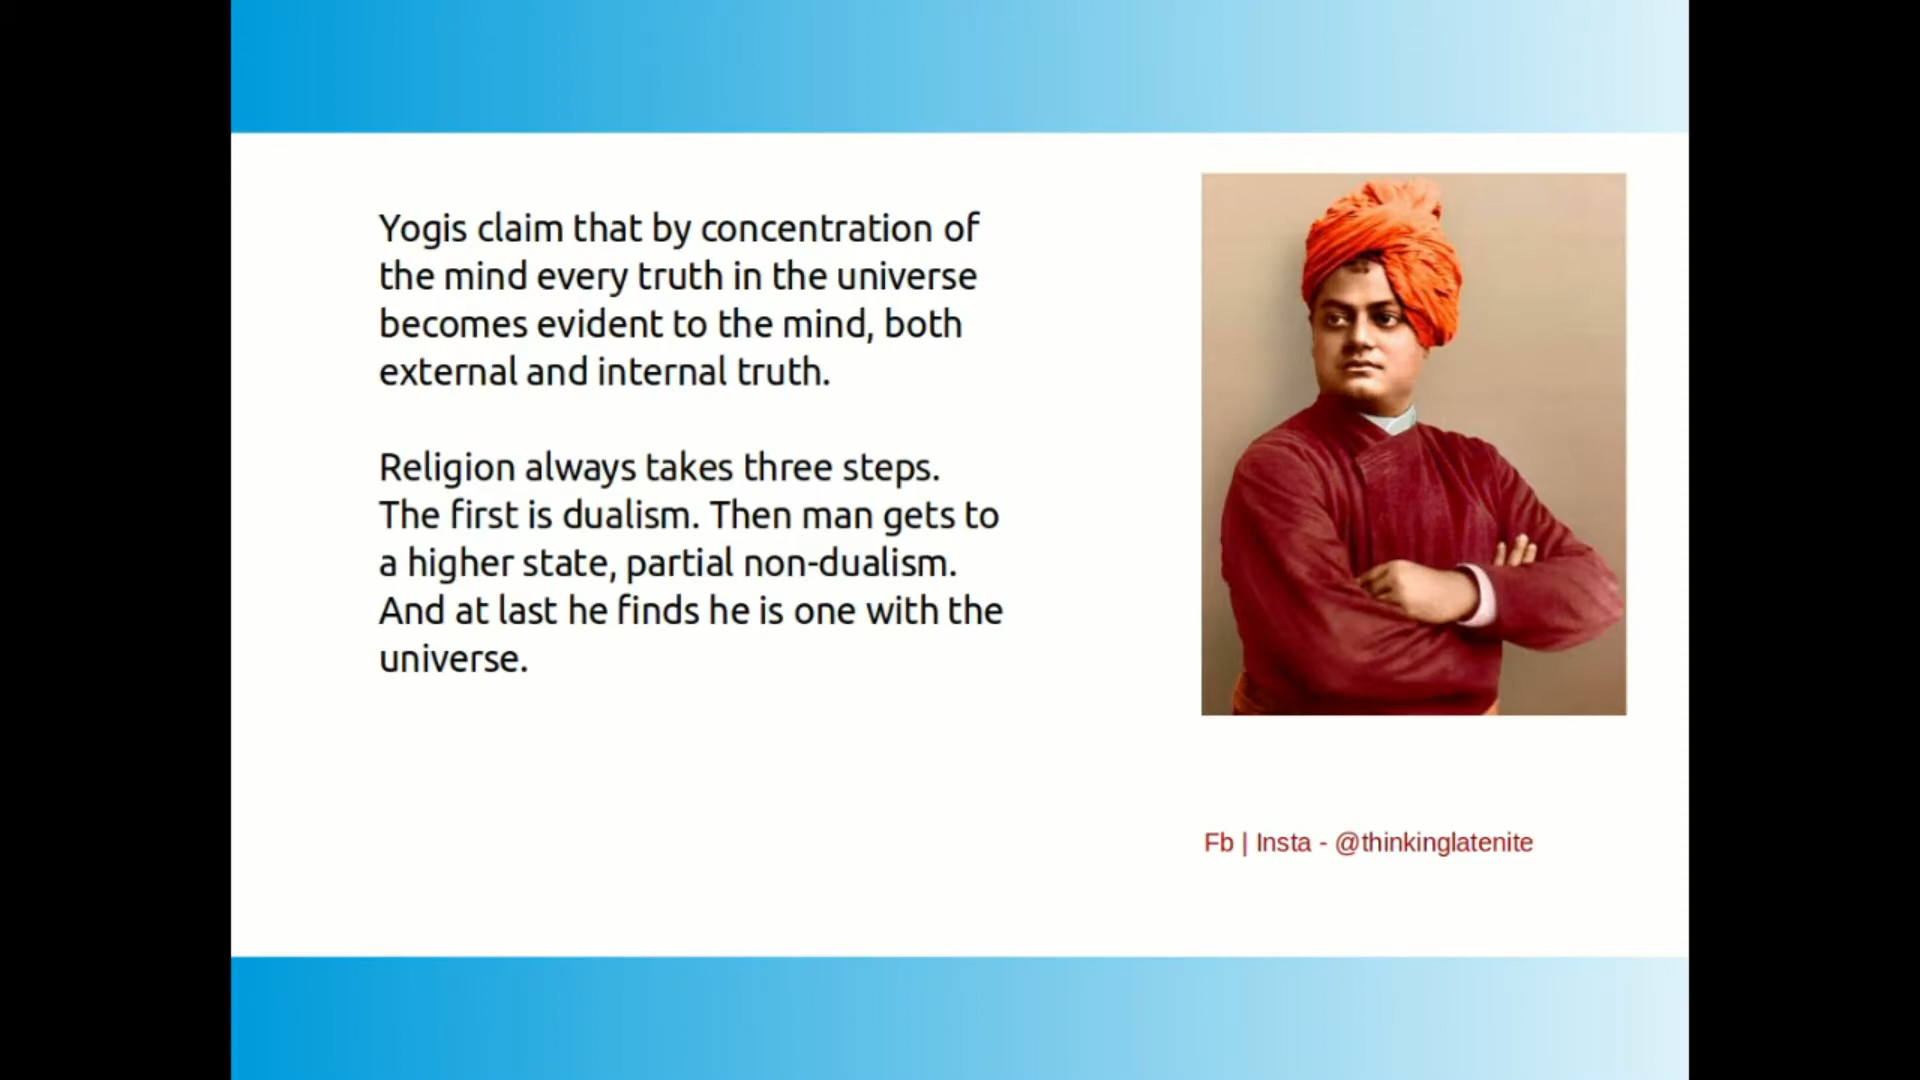 Yogis claim that by concentration of
the mind every truth in the universe
becomes evident to the mind, both
external and internal truth.
Religion always takes three steps.
The first is dualism. Then man gets to
a higher state, partial non-dualism.
And at last he finds he is one with the
universe.
Fb | Insta - @thinkinglatenite